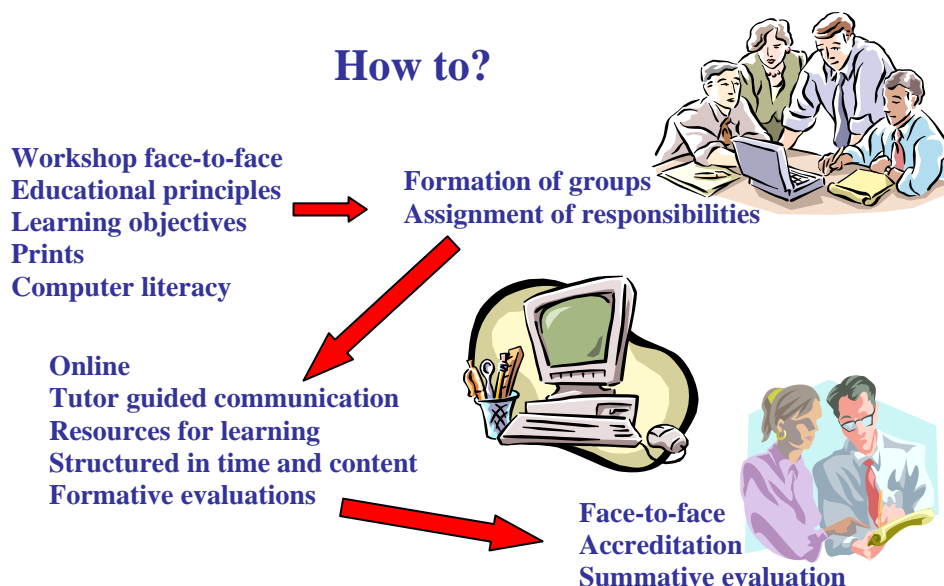 How to?
Workshop face-to-face
Educational principles
Learning objectives
Prints
Computer literacy
Formation of groups
Assignment of responsibilities
Online
Tutor guided communication
Resources for learning
Structured in time and content
Formative evaluations
Face-to-face
Accreditation
Summative evaluation